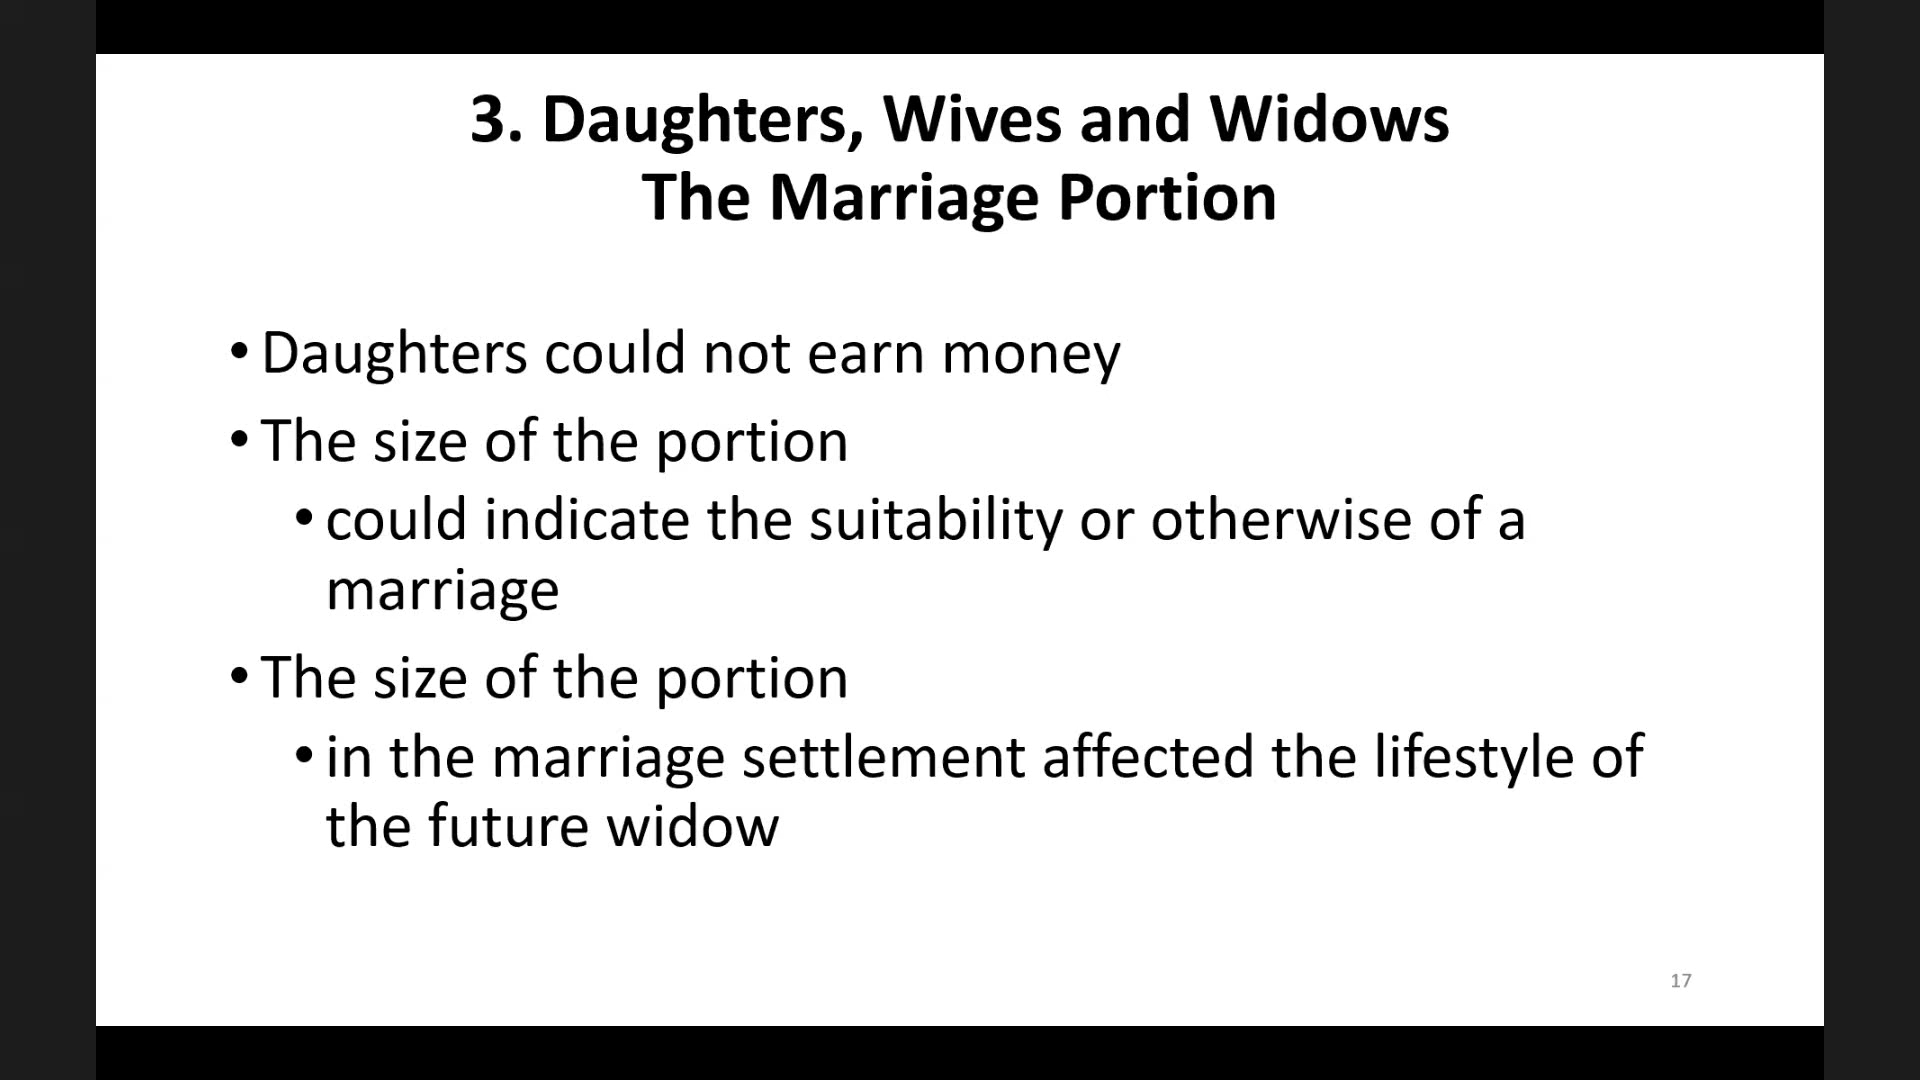 3. Daughters, Wives and Widows
The Marriage Portion
• Daughters could not earn money
• The size of the portion
• could indicate the suitability or otherwise of a
marriage
• The size of the portion
• in the marriage settlement affected the lifestyle of
the future widow
17